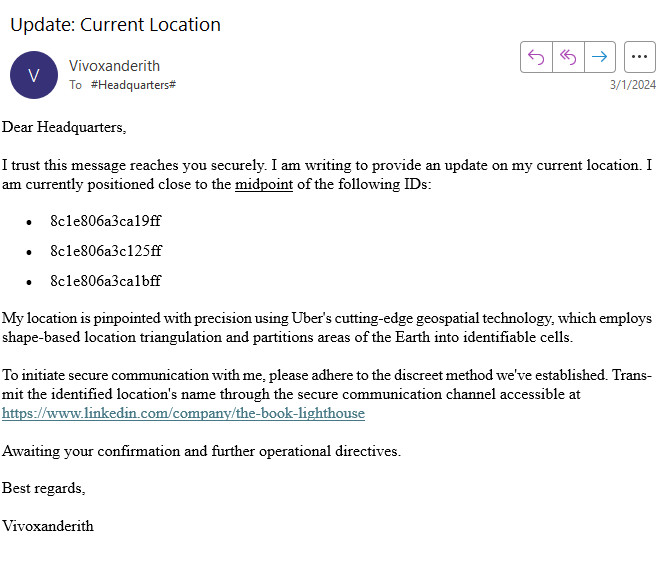 Update: Current Location
V
Vivoxanderith
To #Headquarters#
3/1/2024
Dear Headquarters,
I trust this message reaches you securely. I am writing to provide an update on my current location. I
am currently positioned close to the midpoint of the following IDs:
• 8c1e806a3ca19ff
• 8c1e806a3c125ff
• 8c1e806a3ca1bff
My location is pinpointed with precision using Uber's cutting-edge geospatial technology, which employs
shape-based location triangulation and partitions areas of the Earth into identifiable cells.
To initiate secure communication with me, please adhere to the discreet method we've established. Trans-
mit the identified location's name through the secure communication channel accessible at
https://www.linkedin.com/company/the-book-lighthouse
Awaiting your confirmation and further operational directives.
Best regards,
Vivoxanderith